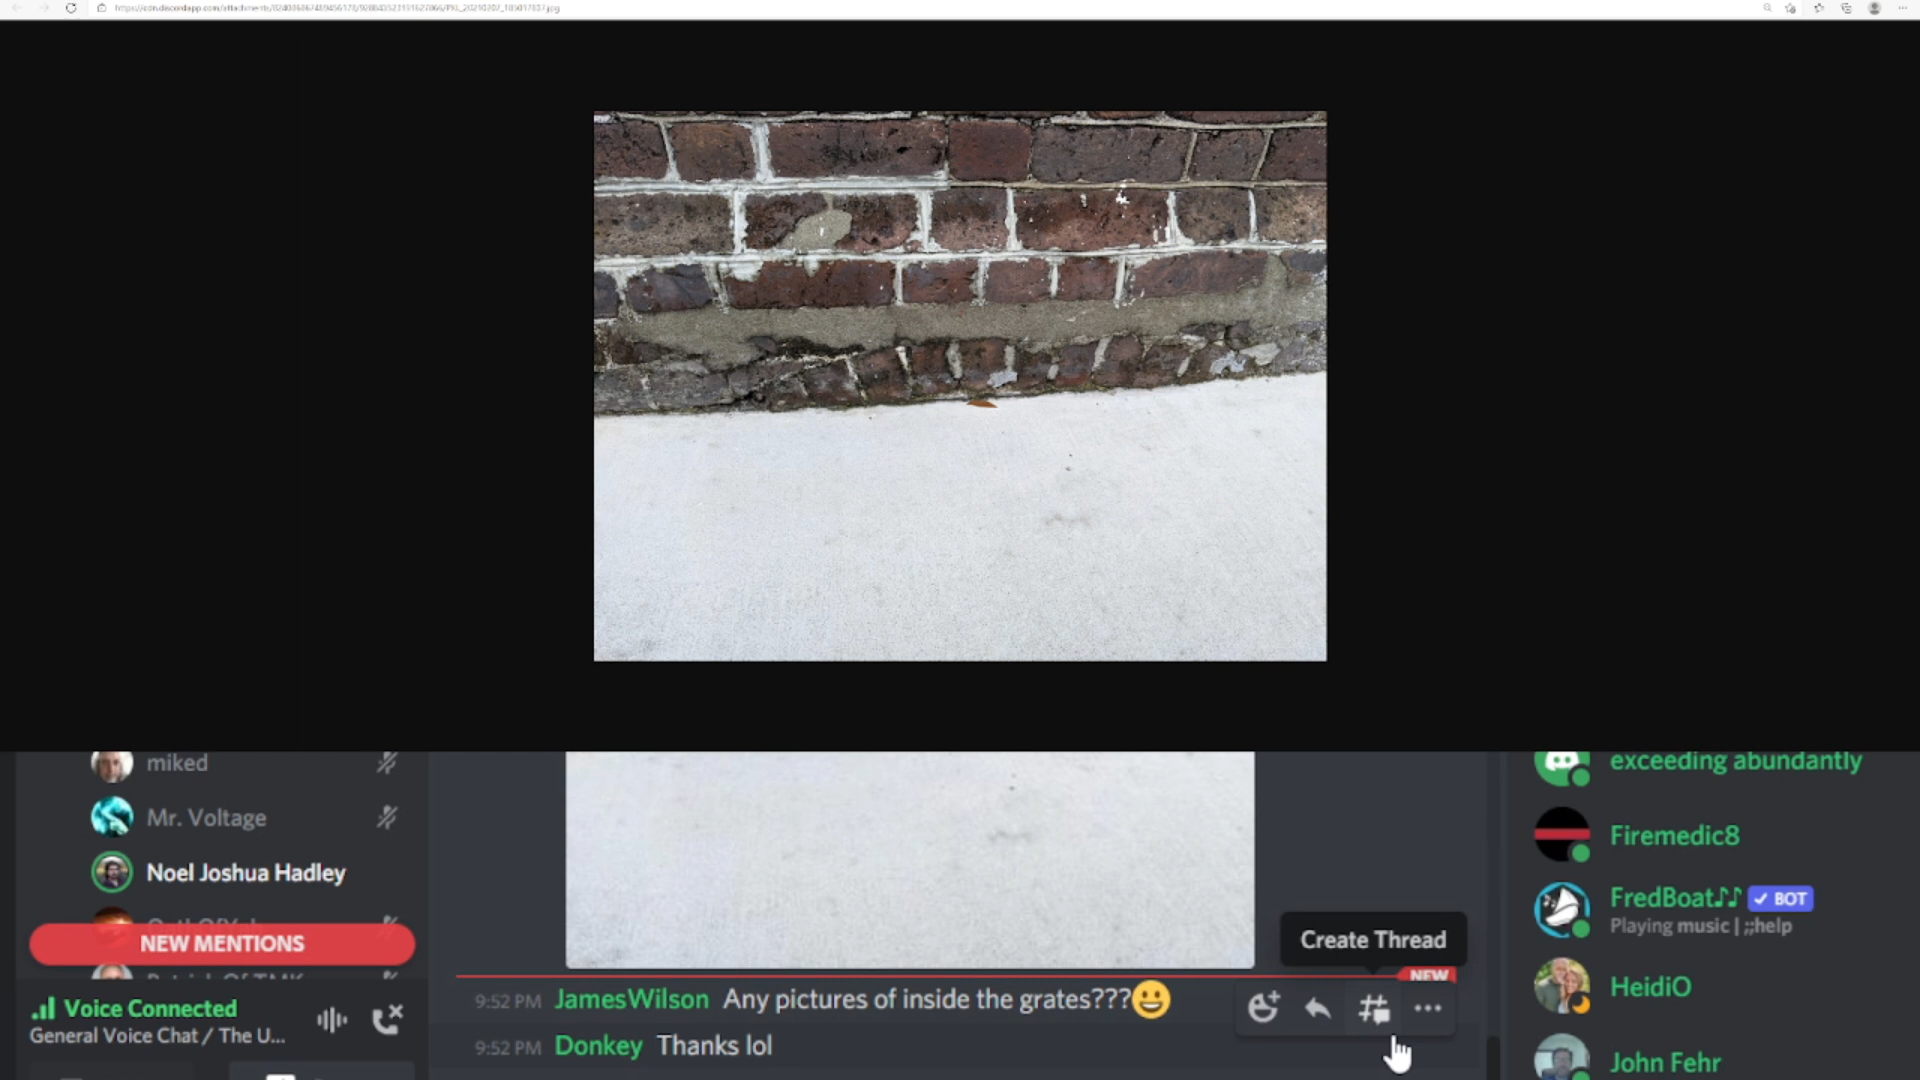 miked
Mr. Voltage
Noel Joshua Hadley
NEW MENTIONS
Voice Connected
General Voice Chat / The U...
Create Thread
NEW
9:52 PM JamesWilson Any pictures of inside the grates???😀
9:52 PM Donkey Thanks lol
exceeding abundantly
Firemedic8
FredBoat♪♪ ✓ BOT
Playing music | ;;help
HeidiO
John Fehr